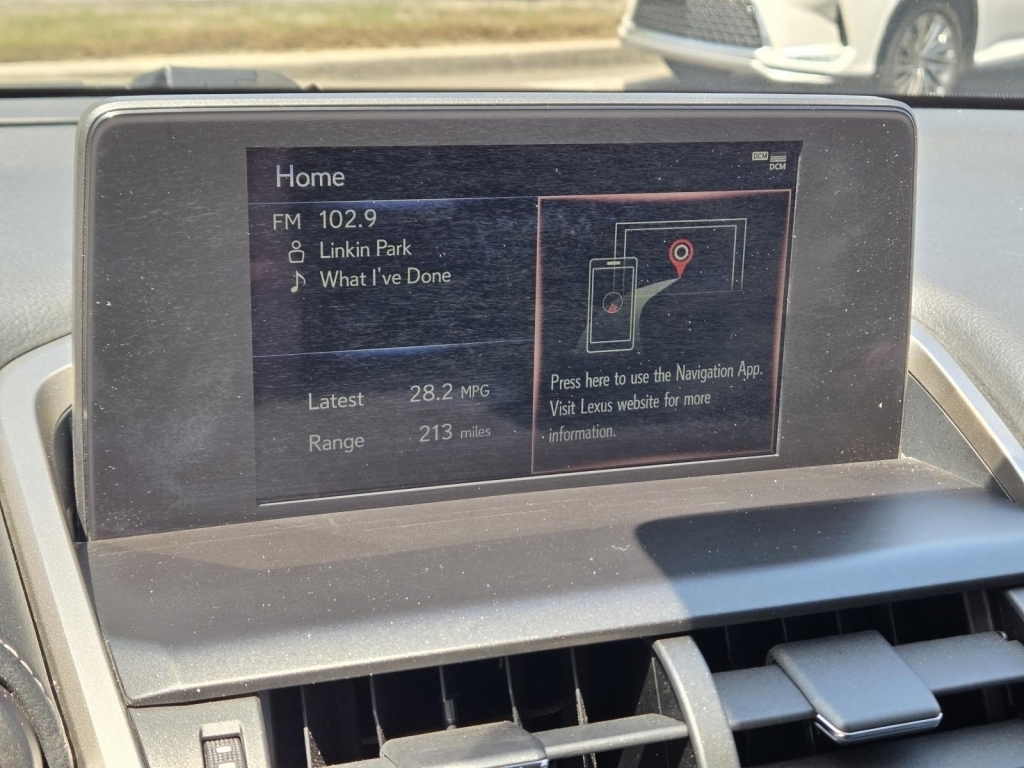 Home
DCM
DCM
FM 102.9
Linkin Park
What I've Done
Latest 28.2 MPG
Range 213 miles
Press here to use the Navigation App.
Visit Lexus website for more
information.